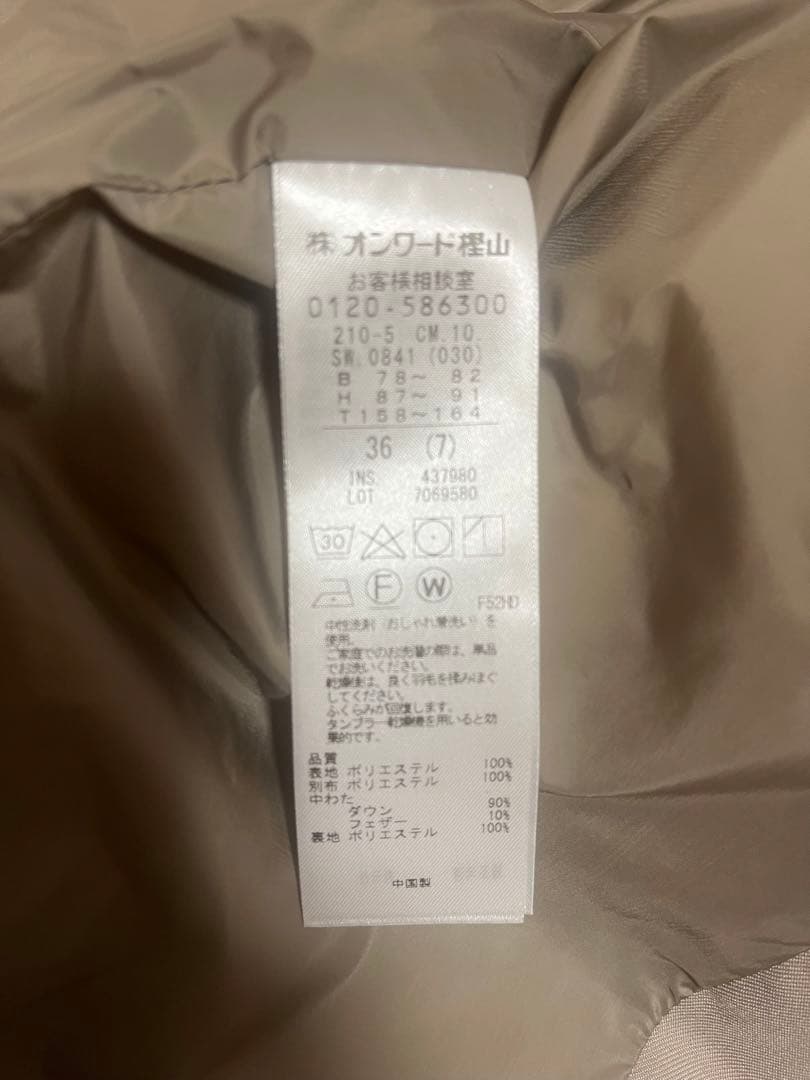 株 オンワード樫山
お客様相談室
0120-586300
210-5 CM.10.
SW.0841 (030)
B 78～ 82
H 87～ 91
T158～164
36 (7)
INS. 437980
LOT 7069580
30
F W
F52HD
中性洗剤（おしゃれ着洗い）を
使用。
ご家庭でのお洗濯の際は、単品
でお洗いください。
乾燥後は、良く羽毛を揉みほぐ
してください。
ふくらみが回復します。
タンブラー乾燥機を用いると効
果的です。
品質
表地 ポリエステル 100%
別布 ポリエステル 100%
中わた
ダウン 90%
フェザー 10%
裏地 ポリエステル 100%
中国製